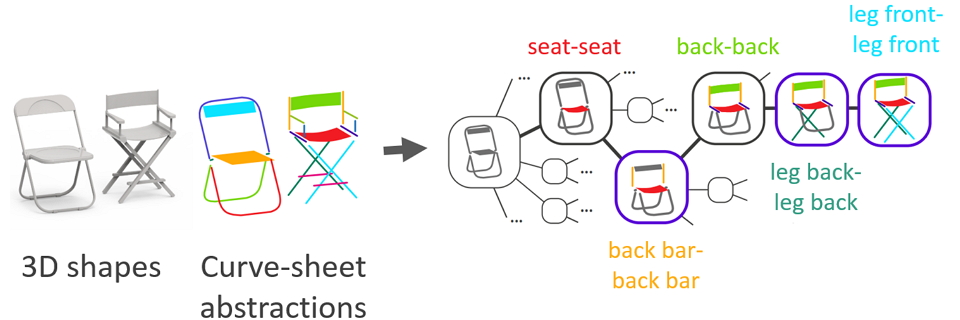 leg front-
leg front
seat-seat
back-back
...
...
...
...
...
...
leg back-
leg back
back bar-
back bar
3D shapes
Curve-sheet
abstractions